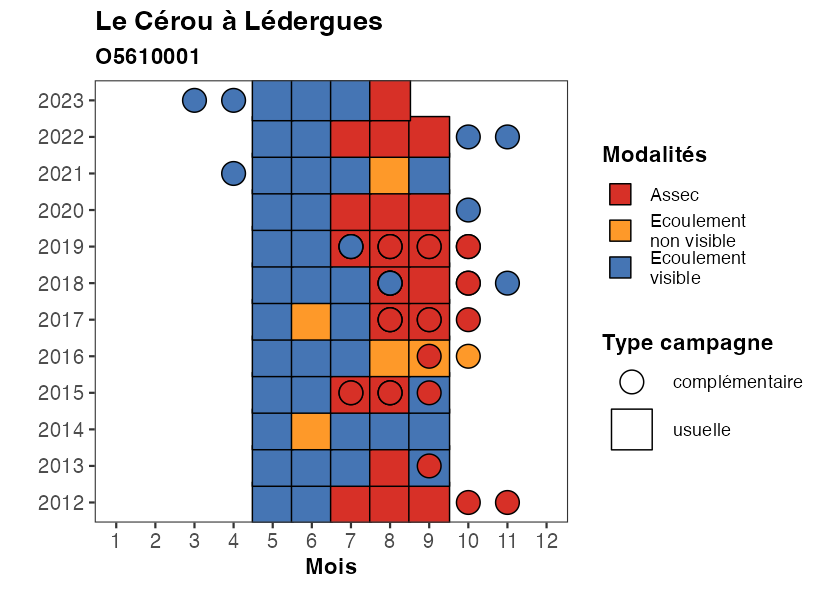 Le Cérou à Lédergues
O5610001
2023
2022
2021
2020
2019
2018
2017
2016
2015
2014
2013
2012
1 2 3 4 5 6 7 8 9 10 11 12
Mois
Modalités
Assec
Ecoulement
non visible
Ecoulement
visible
Type campagne
complémentaire
usuelle